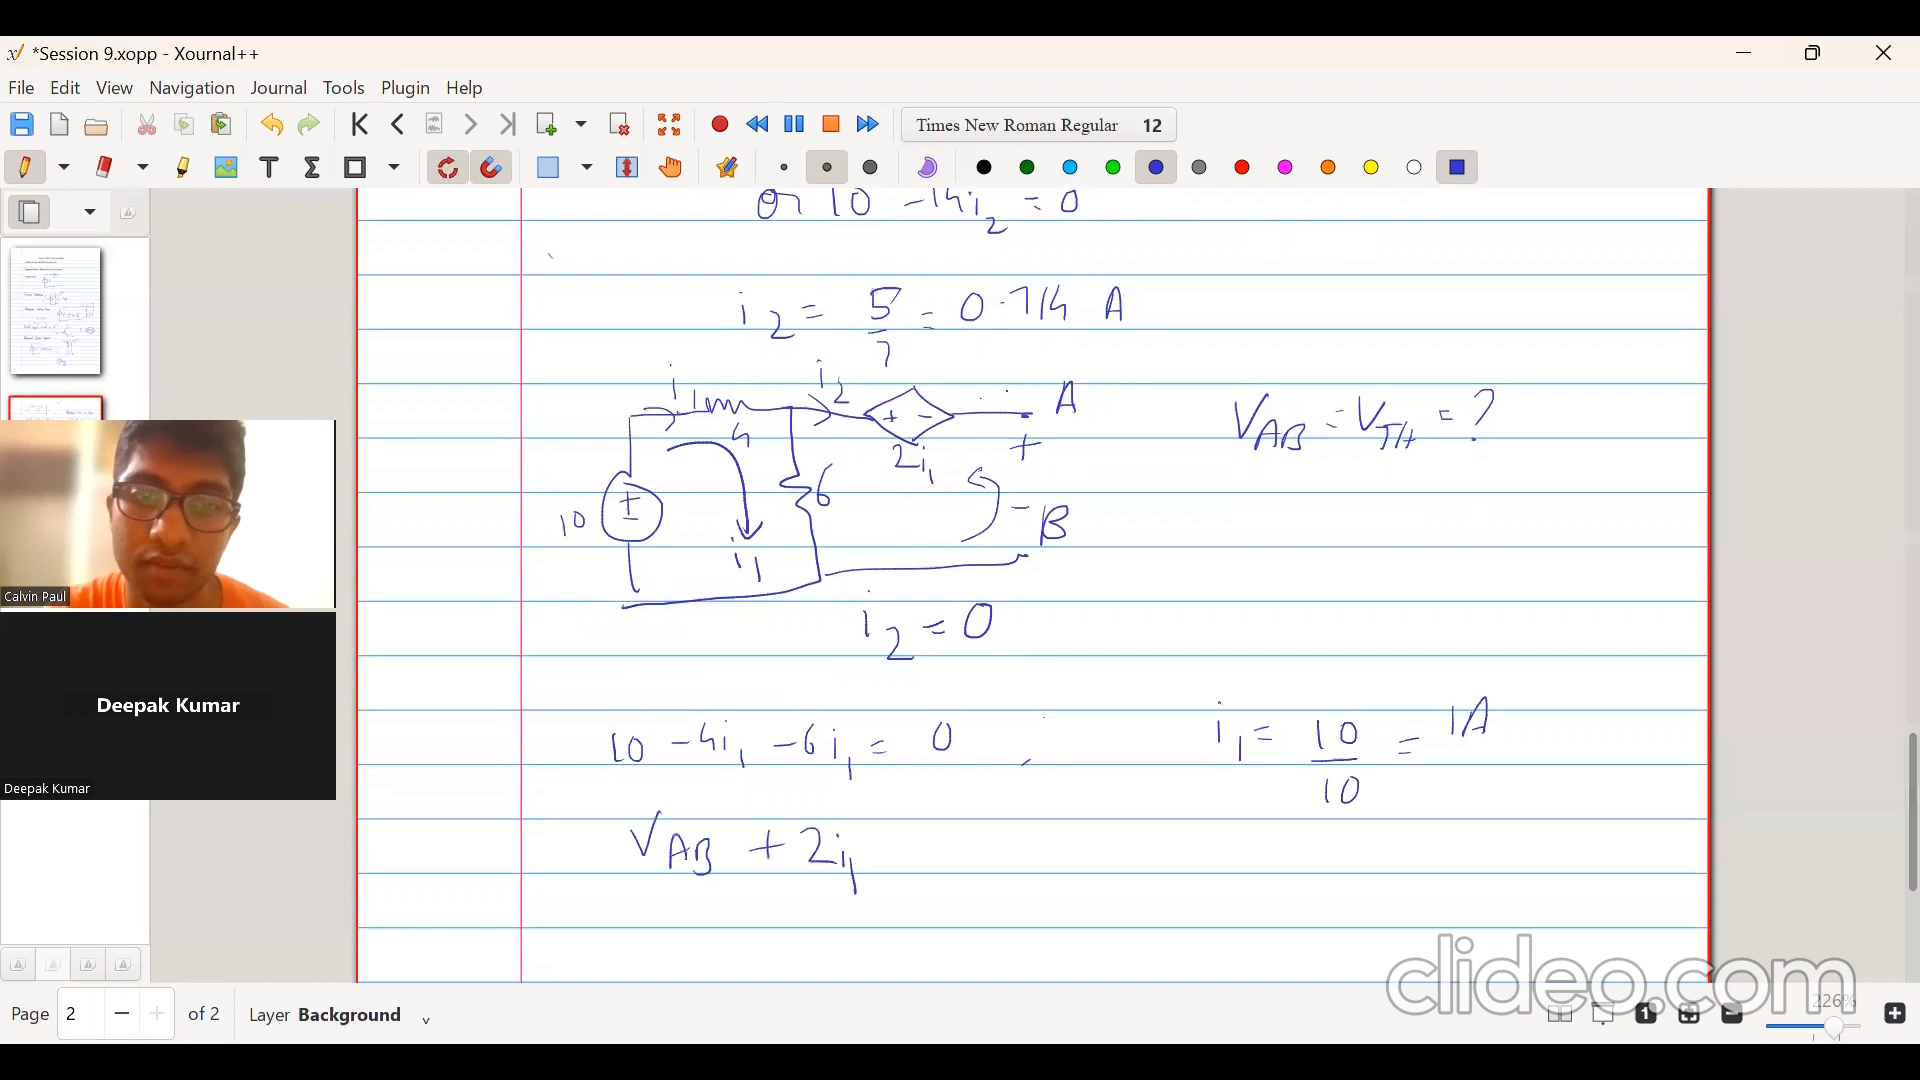 *Session 9.xopp - Xournal++
File Edit View Navigation Journal Tools Plugin Help
Times New Roman Regular 12
or 10 -14i2 = 0
i2 = 5/7 = 0.714 A
i1 i2 A
4 2i1 +
VAB = VTH = ?
10 + - i1 6 - B
i2 = 0
10 - 4i1 - 6i1 = 0 , i1 = 10/10 = 1A
VAB + 2i1
Calvin Paul
Deepak Kumar
Deepak Kumar
clideo.com
Page 2 of 2 Layer Background 226%